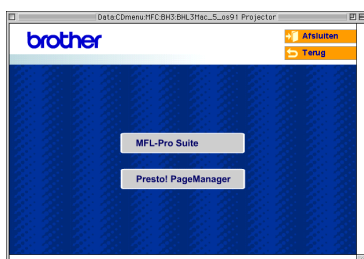 Data:CDmenu:MFC:BH3:BHL3Mac_5_os91 Projector
brother
Afsluiten
Terug
MFL-Pro Suite
Presto! PageManager